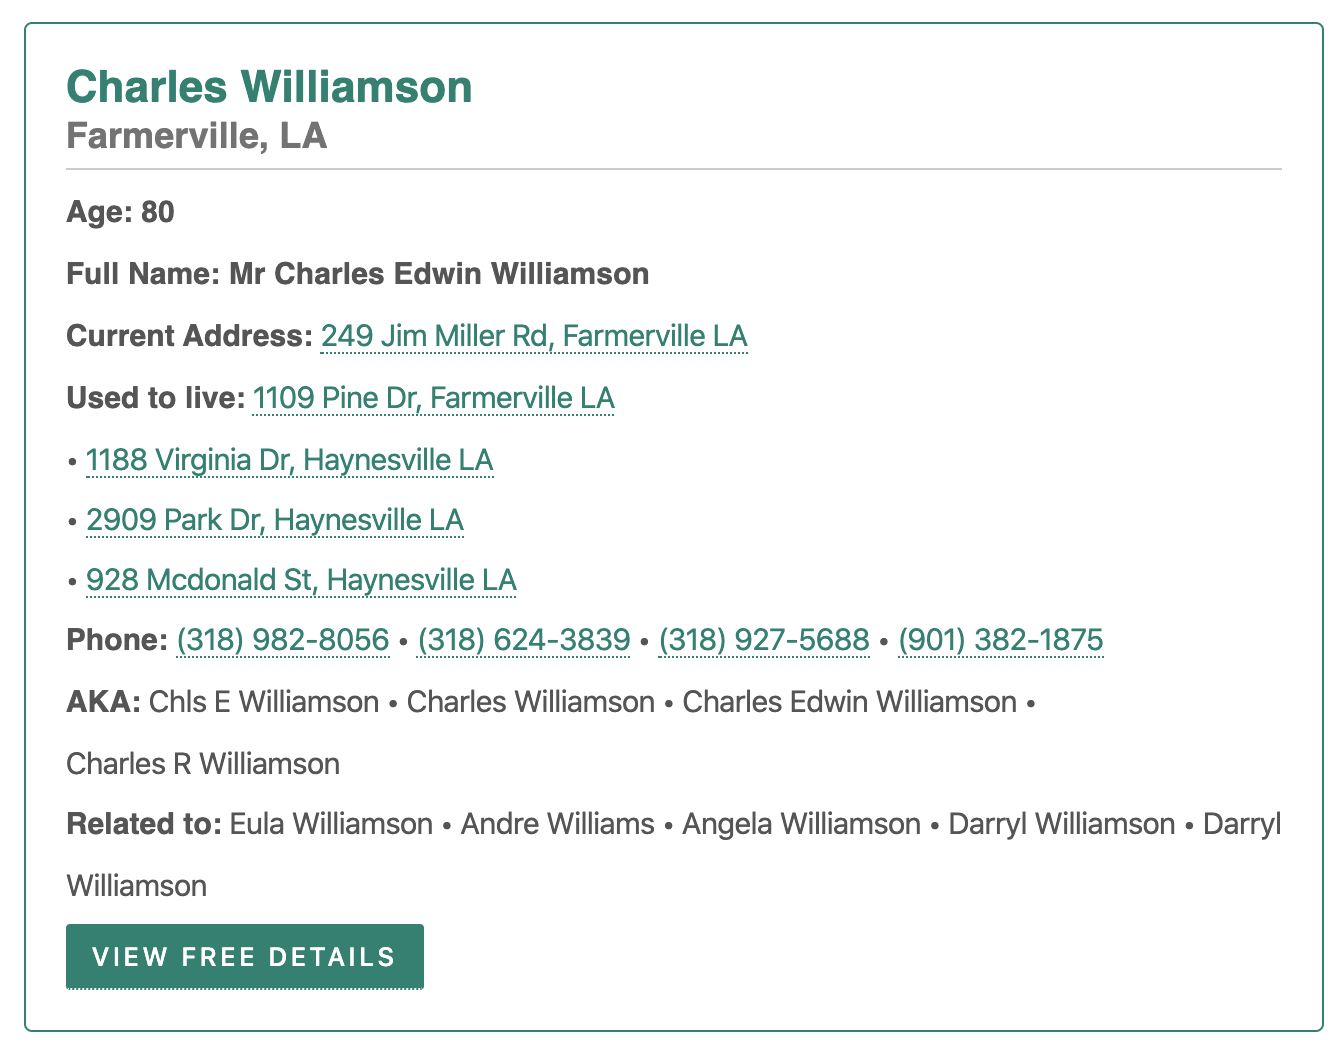 Charles Williamson
Farmerville, LA
Age: 80
Full Name: Mr Charles Edwin Williamson
Current Address: 249 Jim Miller Rd, Farmerville LA
Used to live: 1109 Pine Dr, Farmerville LA
• 1188 Virginia Dr, Haynesville LA
• 2909 Park Dr, Haynesville LA
• 928 Mcdonald St, Haynesville LA
Phone: (318) 982-8056 • (318) 624-3839 • (318) 927-5688 • (901) 382-1875
AKA: Chls E Williamson • Charles Williamson • Charles Edwin Williamson •
Charles R Williamson
Related to: Eula Williamson • Andre Williams • Angela Williamson • Darryl Williamson • Darryl
Williamson
VIEW FREE DETAILS